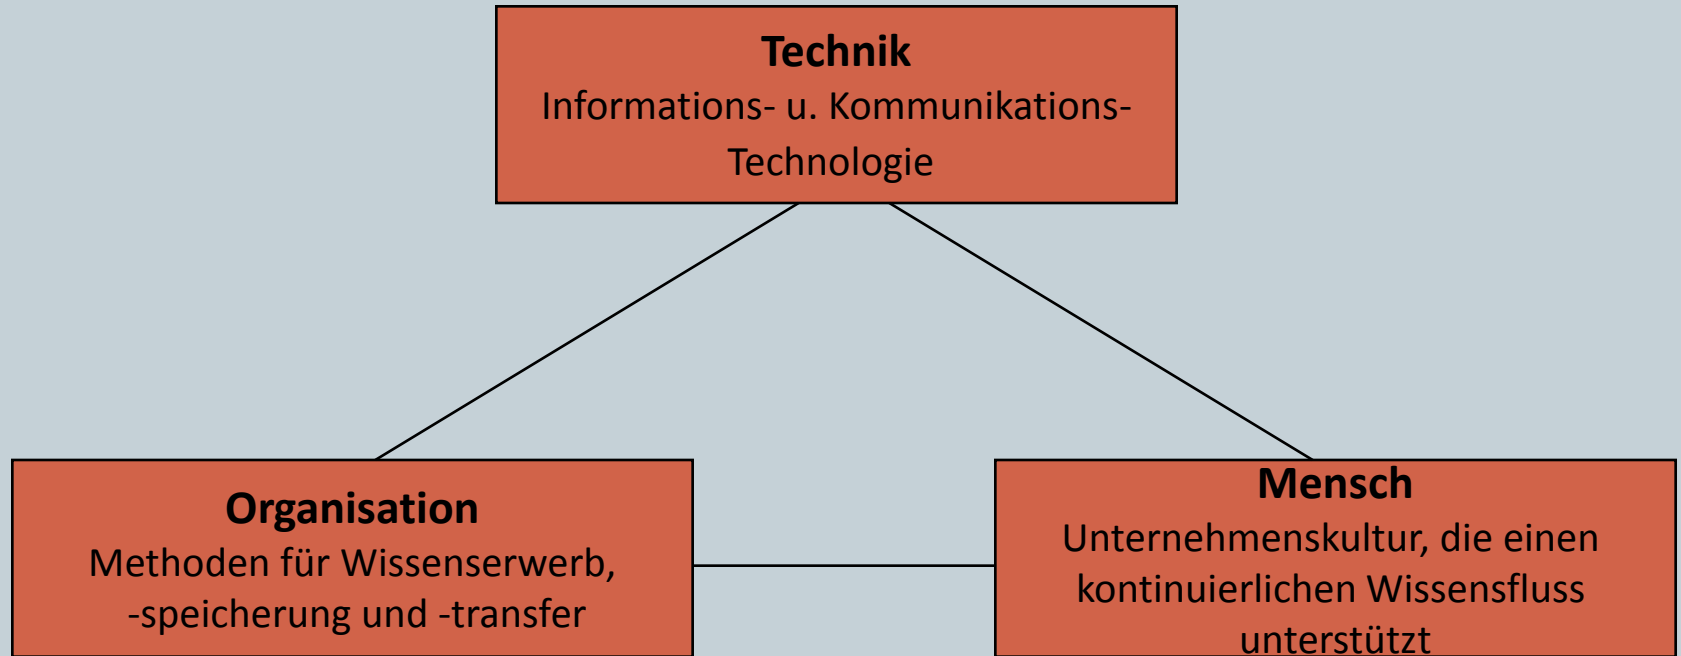 Technik
Informations- u. Kommunikations-
Technologie
Organisation
Methoden für Wissenserwerb,
-speicherung und -transfer
Mensch
Unternehmenskultur, die einen
kontinuierlichen Wissensfluss
unterstützt